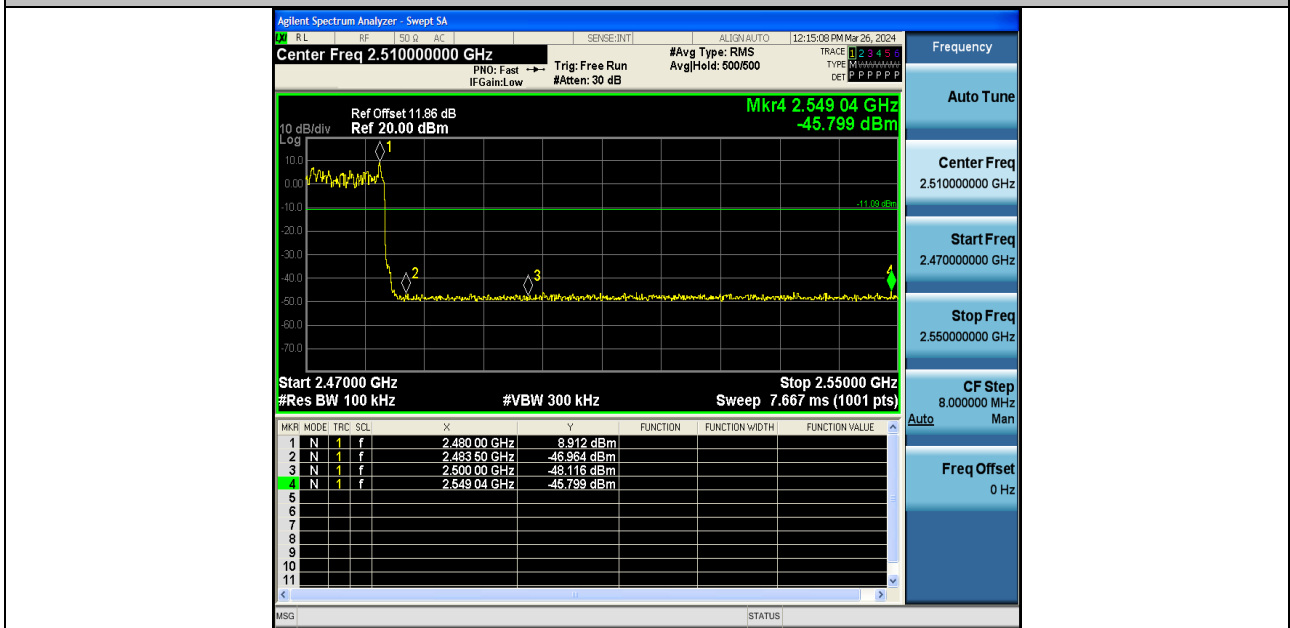 Agilent Spectrum Analyzer - Swept SA
RL RF 50 Ω AC SENSE:INT ALIGN AUTO 12:15:08 PM Mar 26, 2024
Center Freq 2.510000000 GHz
PNO: Fast
IFGain:Low
Trig: Free Run
#Atten: 30 dB
#Avg Type: RMS
Avg|Hold: 500/500
TRACE 1 2 3 4 5 6
TYPE M
DET P P P P P P
Mkr4 2.549 04 GHz
-45.799 dBm
Ref Offset 11.86 dB
10 dB/div Ref 20.00 dBm
Log
1
10.0
0.00
-10.0
-11.09 dBm
-20.0
-30.0
2
3
4
-40.0
-50.0
-60.0
-70.0
Start 2.47000 GHz Stop 2.55000 GHz
#Res BW 100 kHz #VBW 300 kHz Sweep 7.667 ms (1001 pts)
MKR MODE TRC SCL X Y FUNCTION FUNCTION WIDTH FUNCTION VALUE
1 N 1 f 2.480 00 GHz 8.912 dBm
2 N 1 f 2.483 50 GHz -46.964 dBm
3 N 1 f 2.500 00 GHz -48.116 dBm
4 N 1 f 2.549 04 GHz -45.799 dBm
5
6
7
8
9
10
11
MSG STATUS
Frequency
Auto Tune
Center Freq
2.510000000 GHz
Start Freq
2.470000000 GHz
Stop Freq
2.550000000 GHz
CF Step
8.000000 MHz
Auto Man
Freq Offset
0 Hz